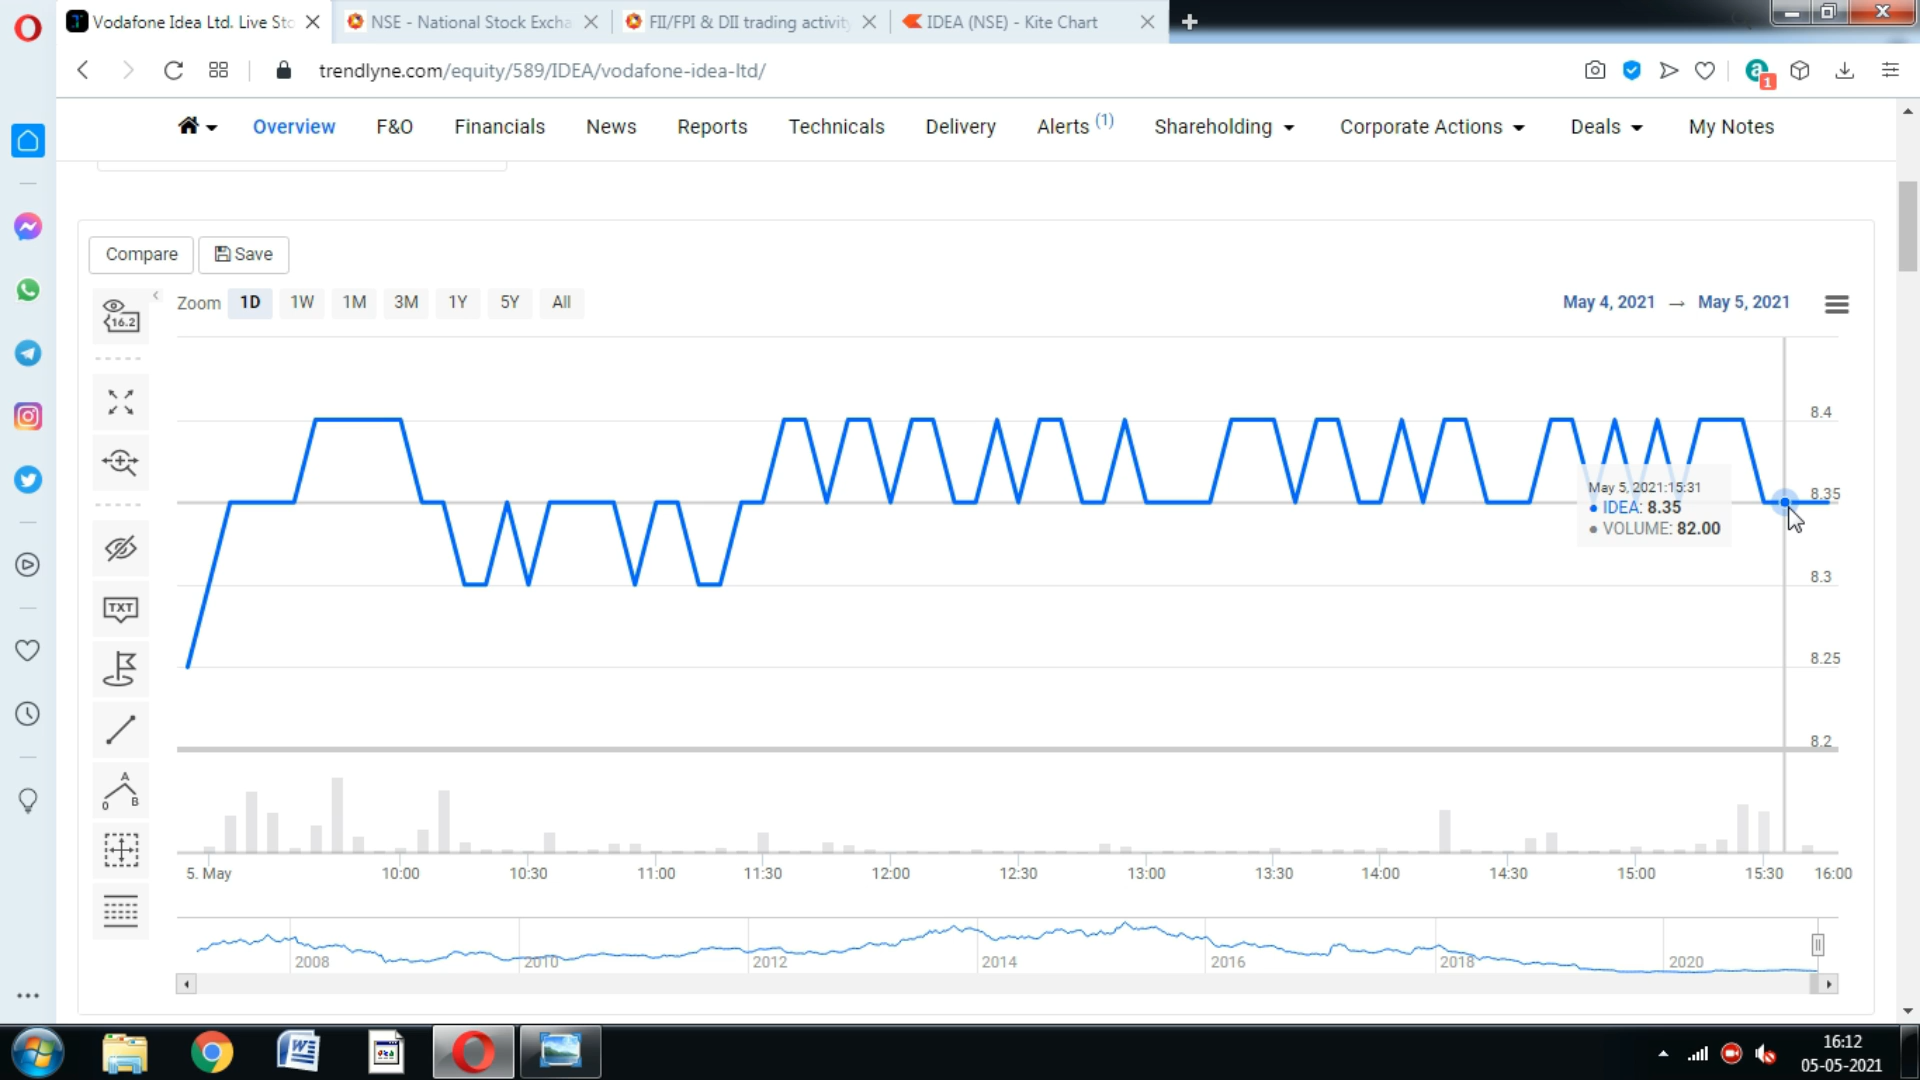 Vodafone Idea Ltd. Live Sto
NSE - National Stock Excha
FII/FPI & DII trading activity
IDEA (NSE) - Kite Chart
trendlyne.com/equity/589/IDEA/vodafone-idea-ltd/
a
1
Overview
F&O
Financials
News
Reports
Technicals
Delivery
Alerts (1)
Shareholding
Corporate Actions
Deals
My Notes
Compare
Save
16.2
Zoom
1D
1W
1M
3M
1Y
5Y
All
May 4, 2021 → May 5, 2021
8.4
8.35
8.3
8.25
8.2
May 5, 2021:15:31
IDEA: 8.35
VOLUME: 82.00
TXT
A
0 B
5. May
10:00
10:30
11:00
11:30
12:00
12:30
13:00
13:30
14:00
14:30
15:00
15:30
16:00
2008
2010
2012
2014
2016
2018
2020
16:12
05-05-2021